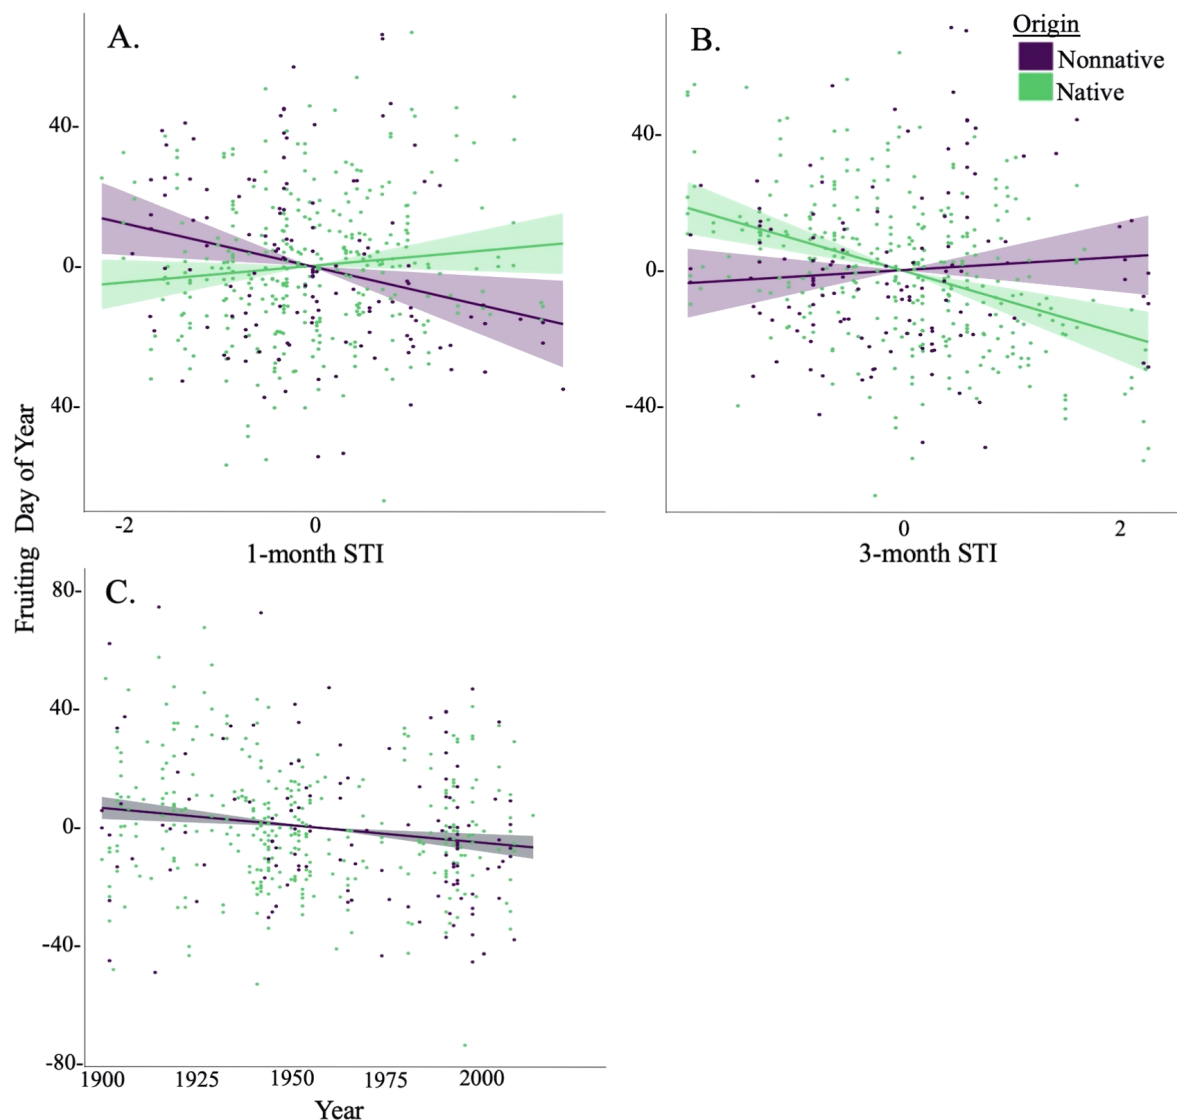 A.
40-
0-
40-
-2
0
1-month STI
B.
Origin
Nonnative
Native
40-
0-
-40-
0
2
3-month STI
Fruiting Day of Year
C.
80-
40-
0-
-40-
-80-
1900
1925
1950
1975
2000
Year